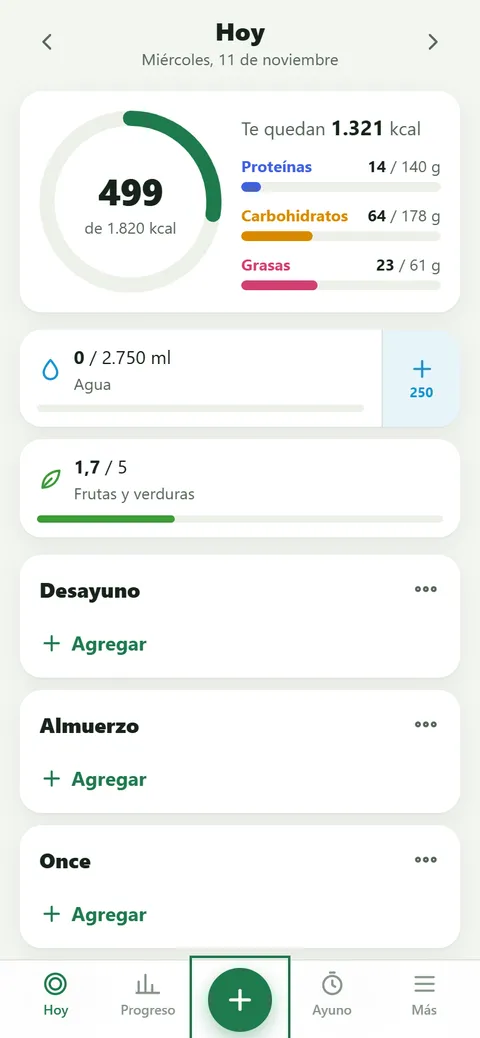 Hoy
Miércoles, 11 de noviembre
499
de 1.820 kcal
Te quedan 1.321 kcal
Proteínas 14 / 140 g
Carbohidratos 64 / 178 g
Grasas 23 / 61 g
0 / 2.750 ml
Agua
250
1,7 / 5
Frutas y verduras
Desayuno
Agregar
Almuerzo
Agregar
Once
Agregar
Hoy
Progreso
Ayuno
Más